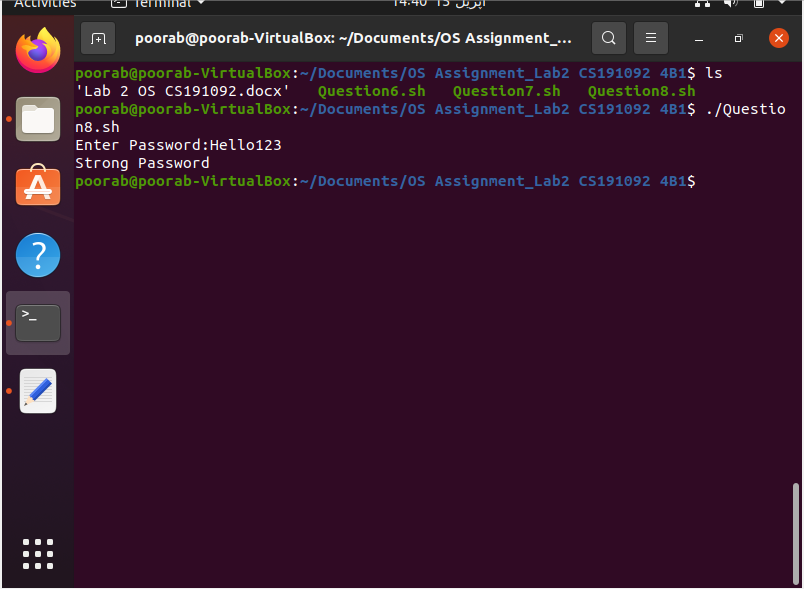 Activities Terminal 14:40 15 اپریل
poorab@poorab-VirtualBox: ~/Documents/OS Assignment_...
poorab@poorab-VirtualBox:~/Documents/OS Assignment_Lab2 CS191092 4B1$ ls
'Lab 2 OS CS191092.docx' Question6.sh Question7.sh Question8.sh
poorab@poorab-VirtualBox:~/Documents/OS Assignment_Lab2 CS191092 4B1$ ./Questio
n8.sh
Enter Password:Hello123
Strong Password
poorab@poorab-VirtualBox:~/Documents/OS Assignment_Lab2 CS191092 4B1$